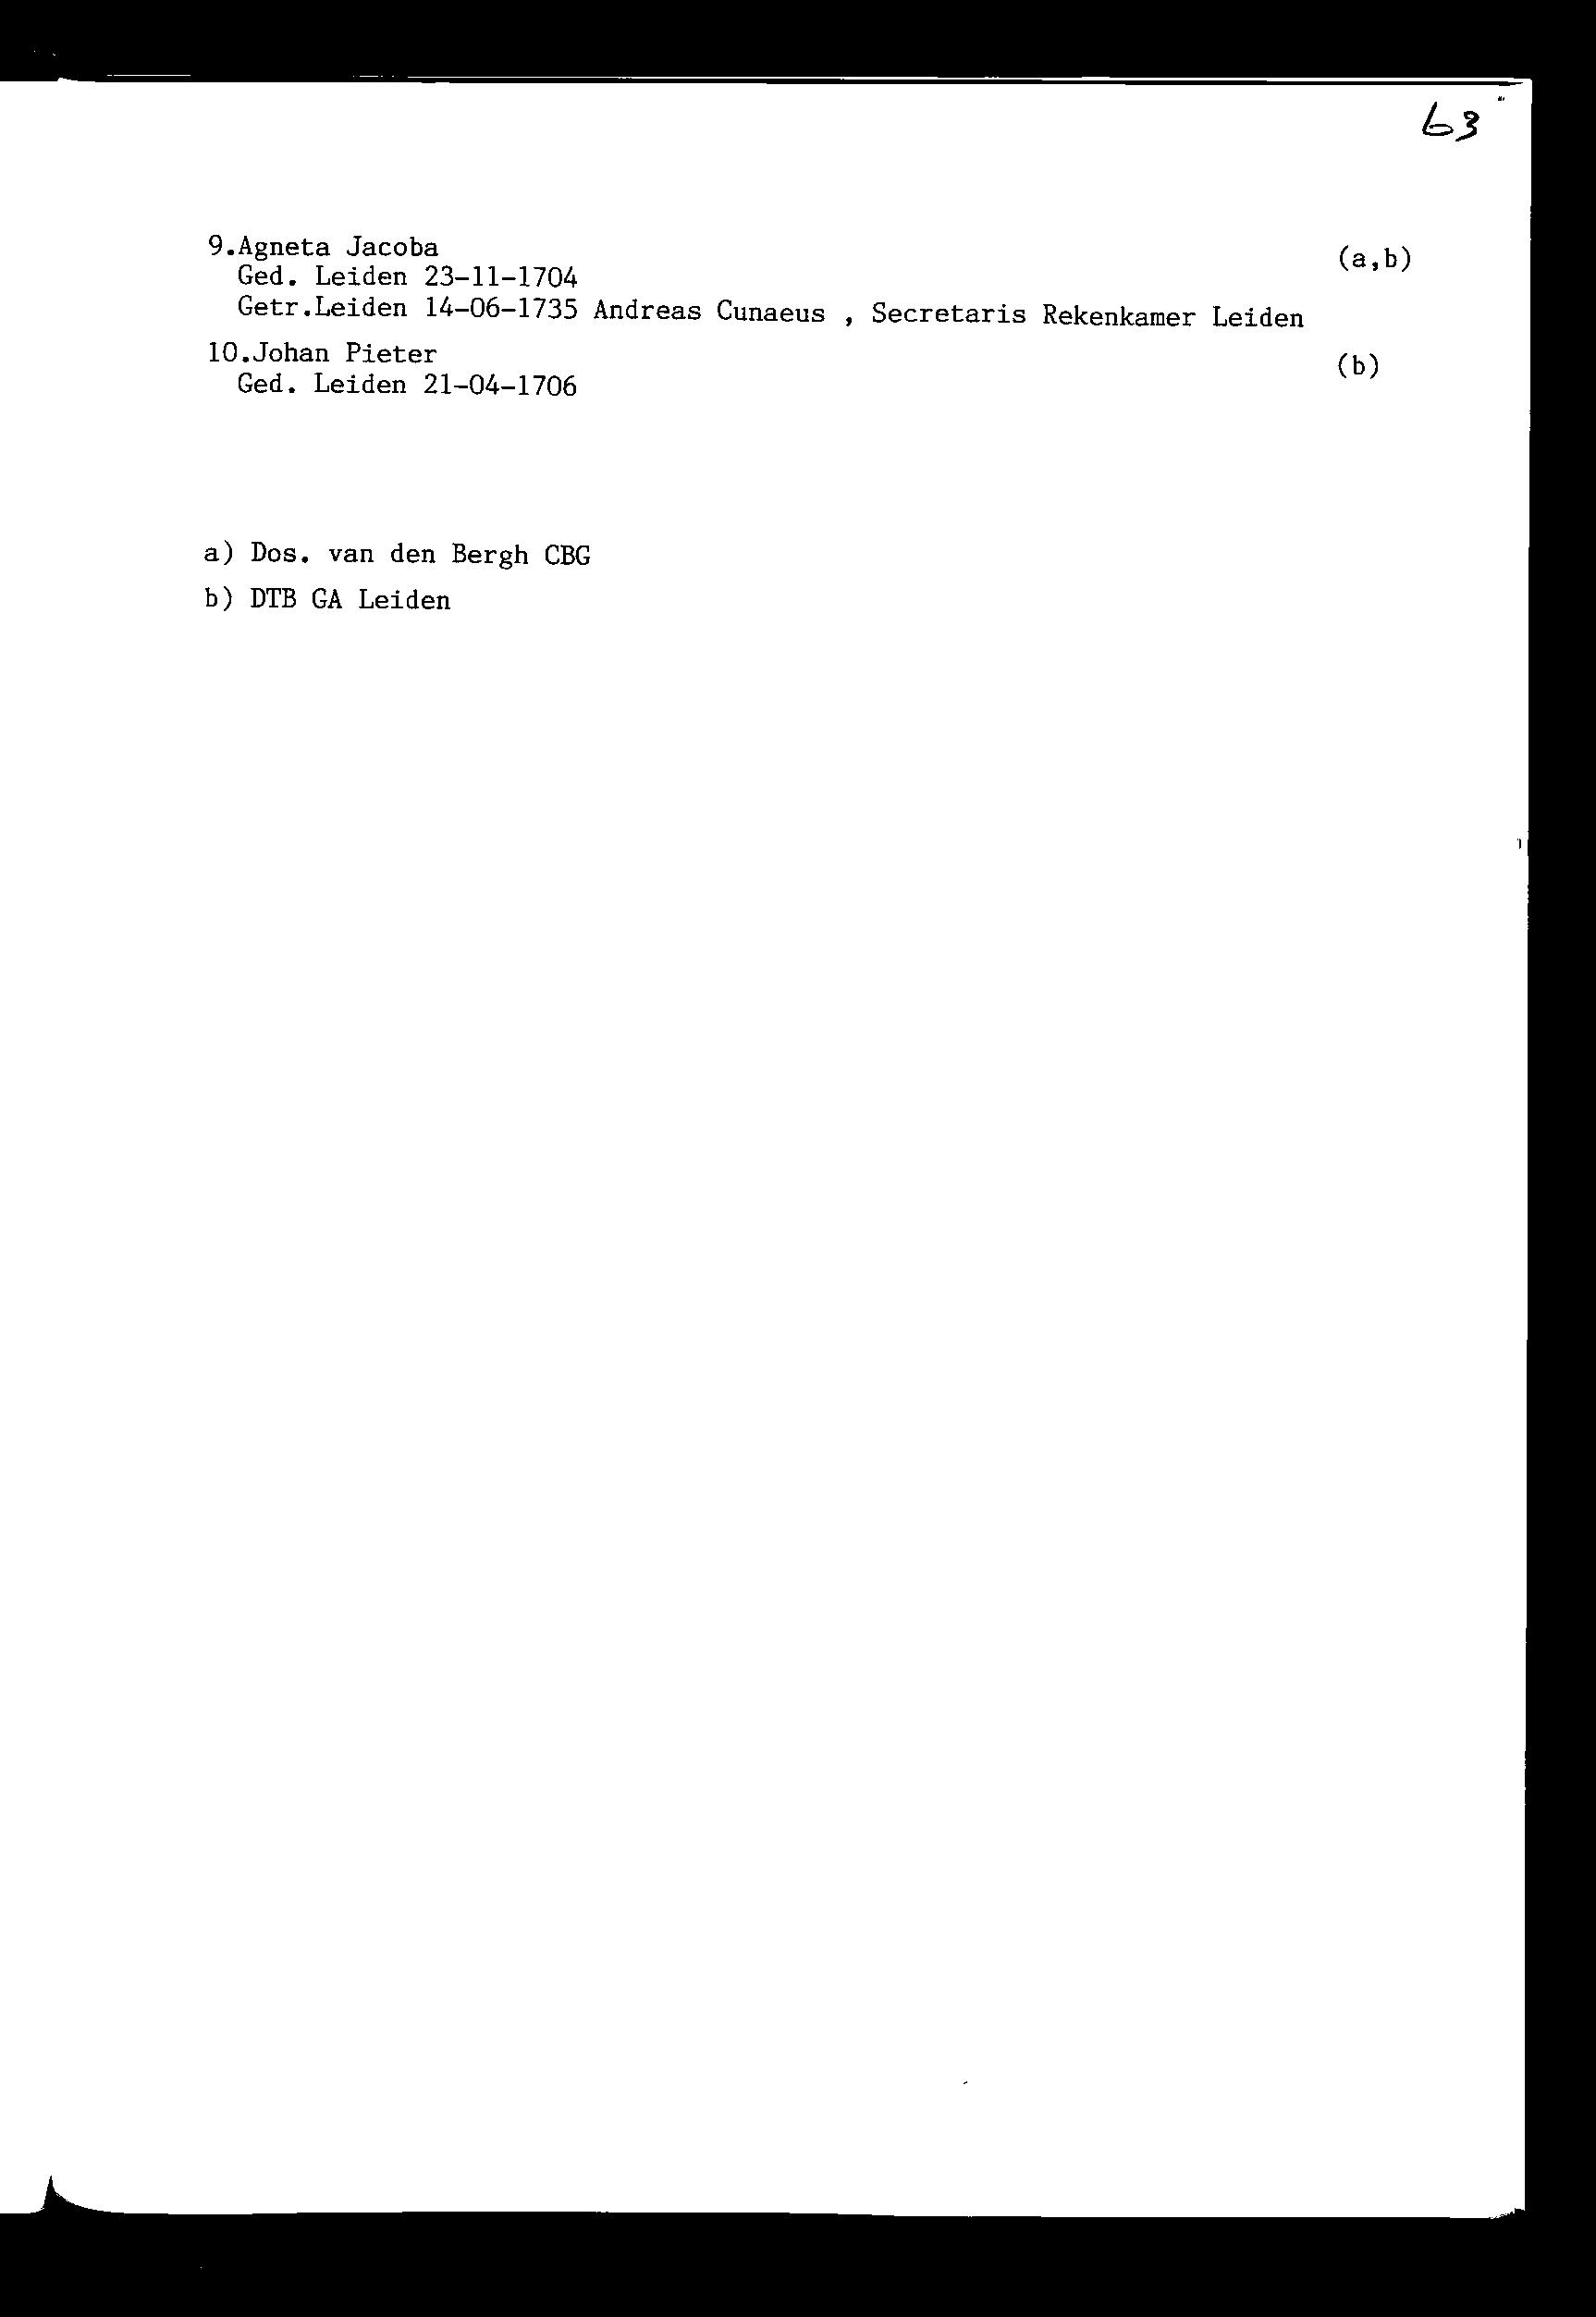 63
9.Agneta Jacoba (a,b)
Ged. Leiden 23-11-1704
Getr.Leiden 14-06-1735 Andreas Cunaeus , Secretaris Rekenkamer Leiden
10.Johan Pieter (b)
Ged. Leiden 21-04-1706
a) Dos. van den Bergh CBG
b) DTB GA Leiden